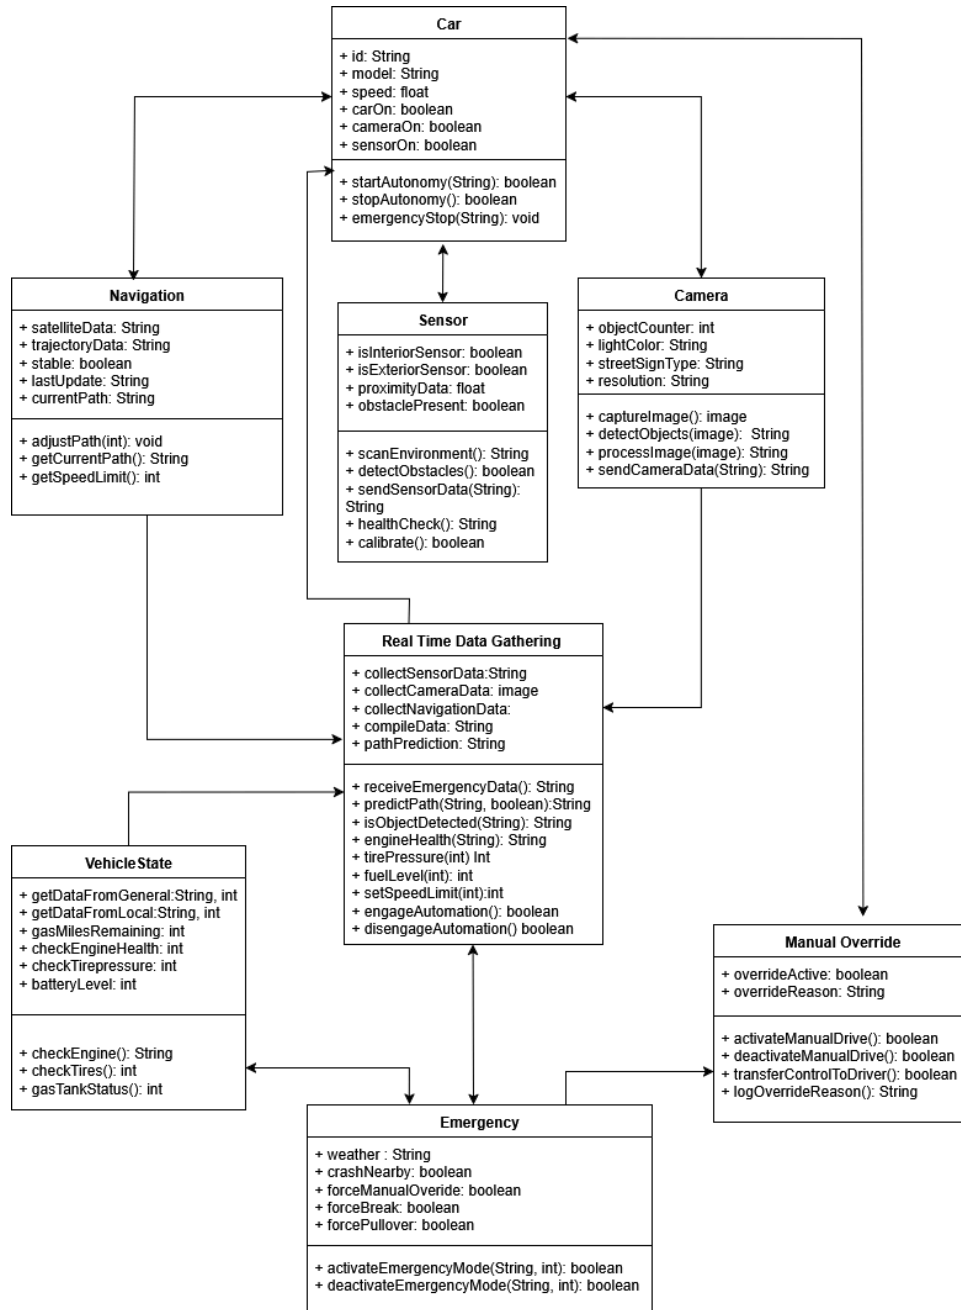 Car
+ id: String
+ model: String
+ speed: float
+ carOn: boolean
+ cameraOn: boolean
+ sensorOn: boolean
+ startAutonomy(String): boolean
+ stopAutonomy(): boolean
+ emergencyStop(String): void
Navigation
+ satelliteData: String
+ trajectoryData: String
+ stable: boolean
+ lastUpdate: String
+ currentPath: String
+ adjustPath(int): void
+ getCurrentPath(): String
+ getSpeedLimit(): int
Sensor
+ isInteriorSensor: boolean
+ isExteriorSensor: boolean
+ proximityData: float
+ obstaclePresent: boolean
+ scanEnvironment(): String
+ detectObstacles(): boolean
+ sendSensorData(String):
String
+ healthCheck(): String
+ calibrate(): boolean
Camera
+ objectCounter: int
+ lightColor: String
+ streetSignType: String
+ resolution: String
+ captureImage(): image
+ detectObjects(image):  String
+ processImage(image): String
+ sendCameraData(String): String
Real Time Data Gathering
+ collectSensorData:String
+ collectCameraData: image
+ collectNavigationData:
+ compileData: String
+ pathPrediction: String
+ receiveEmergencyData(): String
+ predictPath(String, boolean):String
+ isObjectDetected(String): String
+ engineHealth(String): String
+ tirePressure(int) Int
+ fuelLevel(int): int
+ setSpeedLimit(int):int
+ engageAutomation(): boolean
+ disengageAutomation() boolean
VehicleState
+ getDataFromGeneral:String, int
+ getDataFromLocal:String, int
+ gasMilesRemaining: int
+ checkEngineHealth: int
+ checkTirepressure: int
+ batteryLevel: int
+ checkEngine(): String
+ checkTires(): int
+ gasTankStatus(): int
Manual Override
+ overrideActive: boolean
+ overrideReason: String
+ activateManualDrive(): boolean
+ deactivateManualDrive(): boolean
+ transferControlToDriver(): boolean
+ logOverrideReason(): String
Emergency
+ weather : String
+ crashNearby: boolean
+ forceManualOveride: boolean
+ forceBreak: boolean
+ forcePullover: boolean
+ activateEmergencyMode(String, int): boolean
+ deactivateEmergencyMode(String, int): boolean